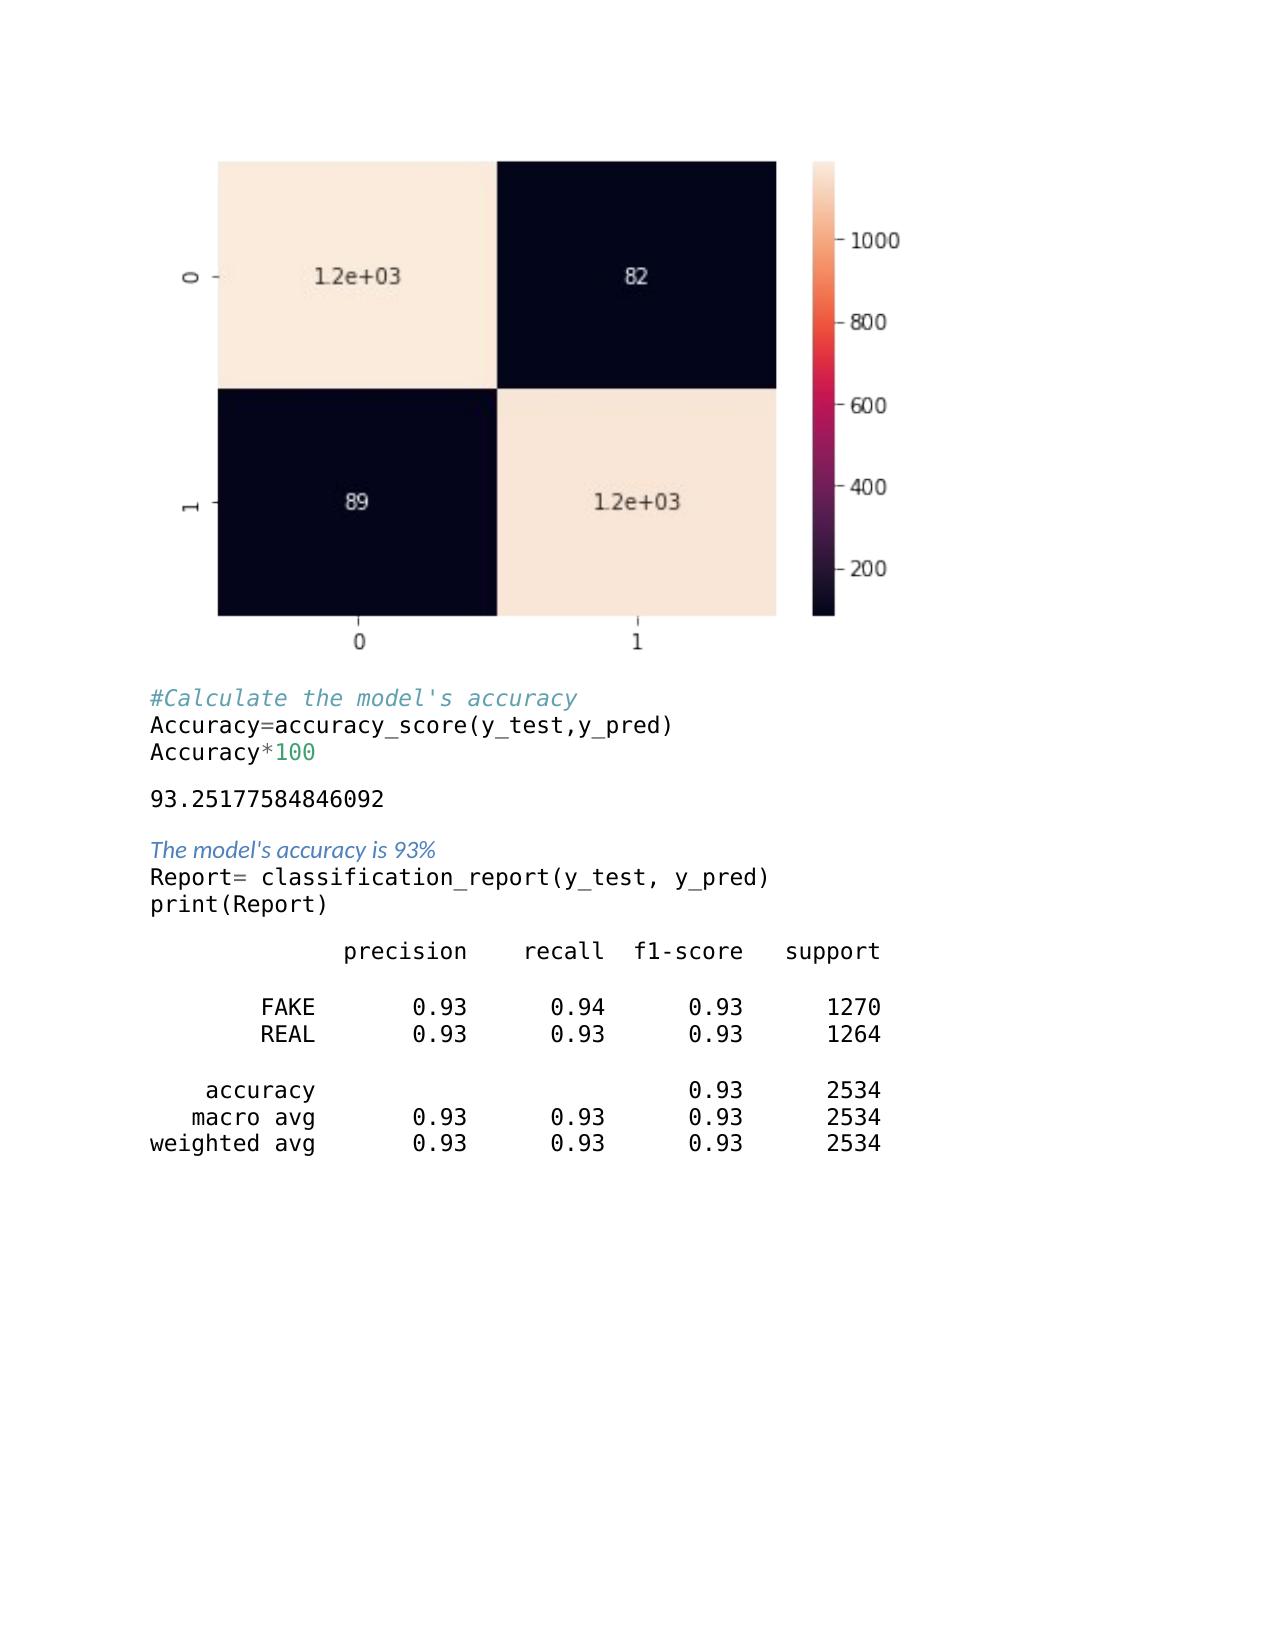 1000
0
1.2e+03 82
800
600
400
1
89 1.2e+03
200
0 1
#Calculate the model's accuracy
Accuracy=accuracy_score(y_test,y_pred)
Accuracy*100
93.25177584846092
The model's accuracy is 93%
Report= classification_report(y_test, y_pred)
print(Report)
precision recall f1-score support
FAKE 0.93 0.94 0.93 1270
REAL 0.93 0.93 0.93 1264
accuracy 0.93 2534
macro avg 0.93 0.93 0.93 2534
weighted avg 0.93 0.93 0.93 2534